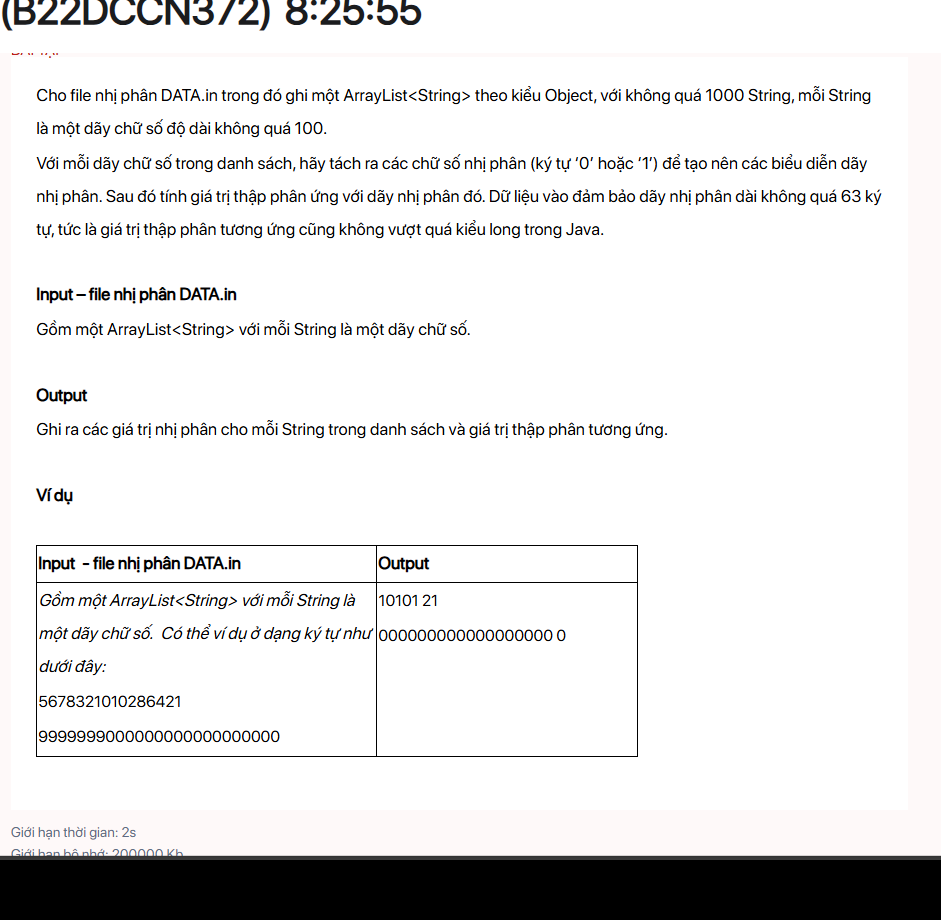 (B22DCCN372) 8:25:55
Cho file nhị phân DATA.in trong đó ghi một ArrayList<String> theo kiểu Object, với không quá 1000 String, mỗi String
là một dãy chữ số độ dài không quá 100.
Với mỗi dãy chữ số trong danh sách, hãy tách ra các chữ số nhị phân (ký tự ‘0’ hoặc ‘1’) để tạo nên các biểu diễn dãy
nhị phân. Sau đó tính giá trị thập phân ứng với dãy nhị phân đó. Dữ liệu vào đảm bảo dãy nhị phân dài không quá 63 ký
tự, tức là giá trị thập phân tương ứng cũng không vượt quá kiểu long trong Java.
Input – file nhị phân DATA.in
Gồm một ArrayList<String> với mỗi String là một dãy chữ số.
Output
Ghi ra các giá trị nhị phân cho mỗi String trong danh sách và giá trị thập phân tương ứng.
Ví dụ
Input - file nhị phân DATA.in
Output
Gồm một ArrayList<String> với mỗi String là
một dãy chữ số. Có thể ví dụ ở dạng ký tự như
dưới đây:
5678321010286421
9999999000000000000000000
10101 21
000000000000000000 0
Giới hạn thời gian: 2s
Giới hạn bộ nhớ: 200000 Kb